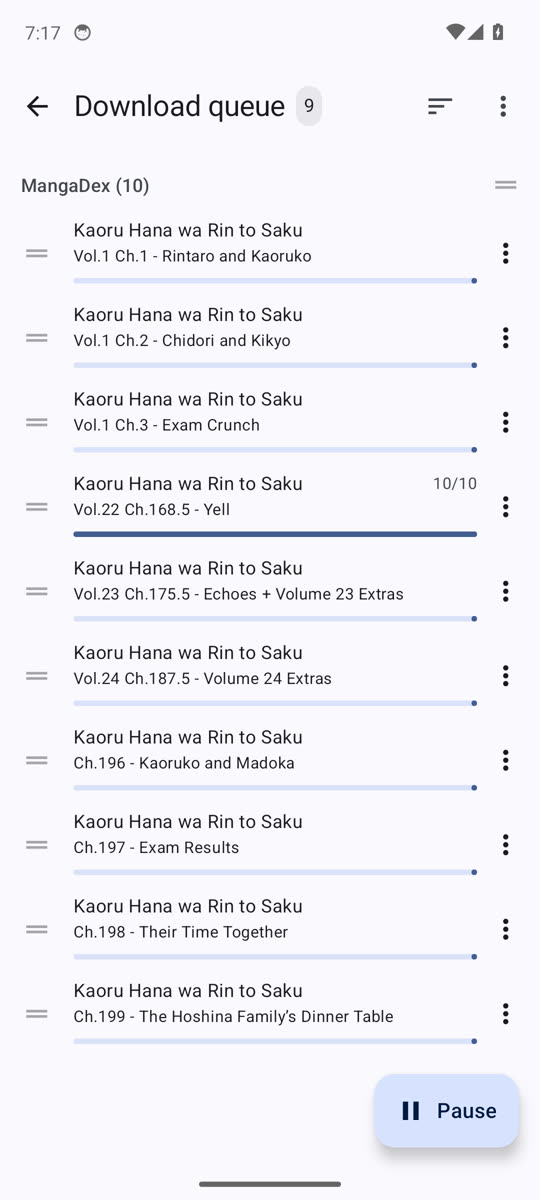 7:17
Download queue 9
MangaDex (10)
Kaoru Hana wa Rin to Saku
Vol.1 Ch.1 - Rintaro and Kaoruko
Kaoru Hana wa Rin to Saku
Vol.1 Ch.2 - Chidori and Kikyo
Kaoru Hana wa Rin to Saku
Vol.1 Ch.3 - Exam Crunch
Kaoru Hana wa Rin to Saku 10/10
Vol.22 Ch.168.5 - Yell
Kaoru Hana wa Rin to Saku
Vol.23 Ch.175.5 - Echoes + Volume 23 Extras
Kaoru Hana wa Rin to Saku
Vol.24 Ch.187.5 - Volume 24 Extras
Kaoru Hana wa Rin to Saku
Ch.196 - Kaoruko and Madoka
Kaoru Hana wa Rin to Saku
Ch.197 - Exam Results
Kaoru Hana wa Rin to Saku
Ch.198 - Their Time Together
Kaoru Hana wa Rin to Saku
Ch.199 - The Hoshina Family’s Dinner Table
Pause